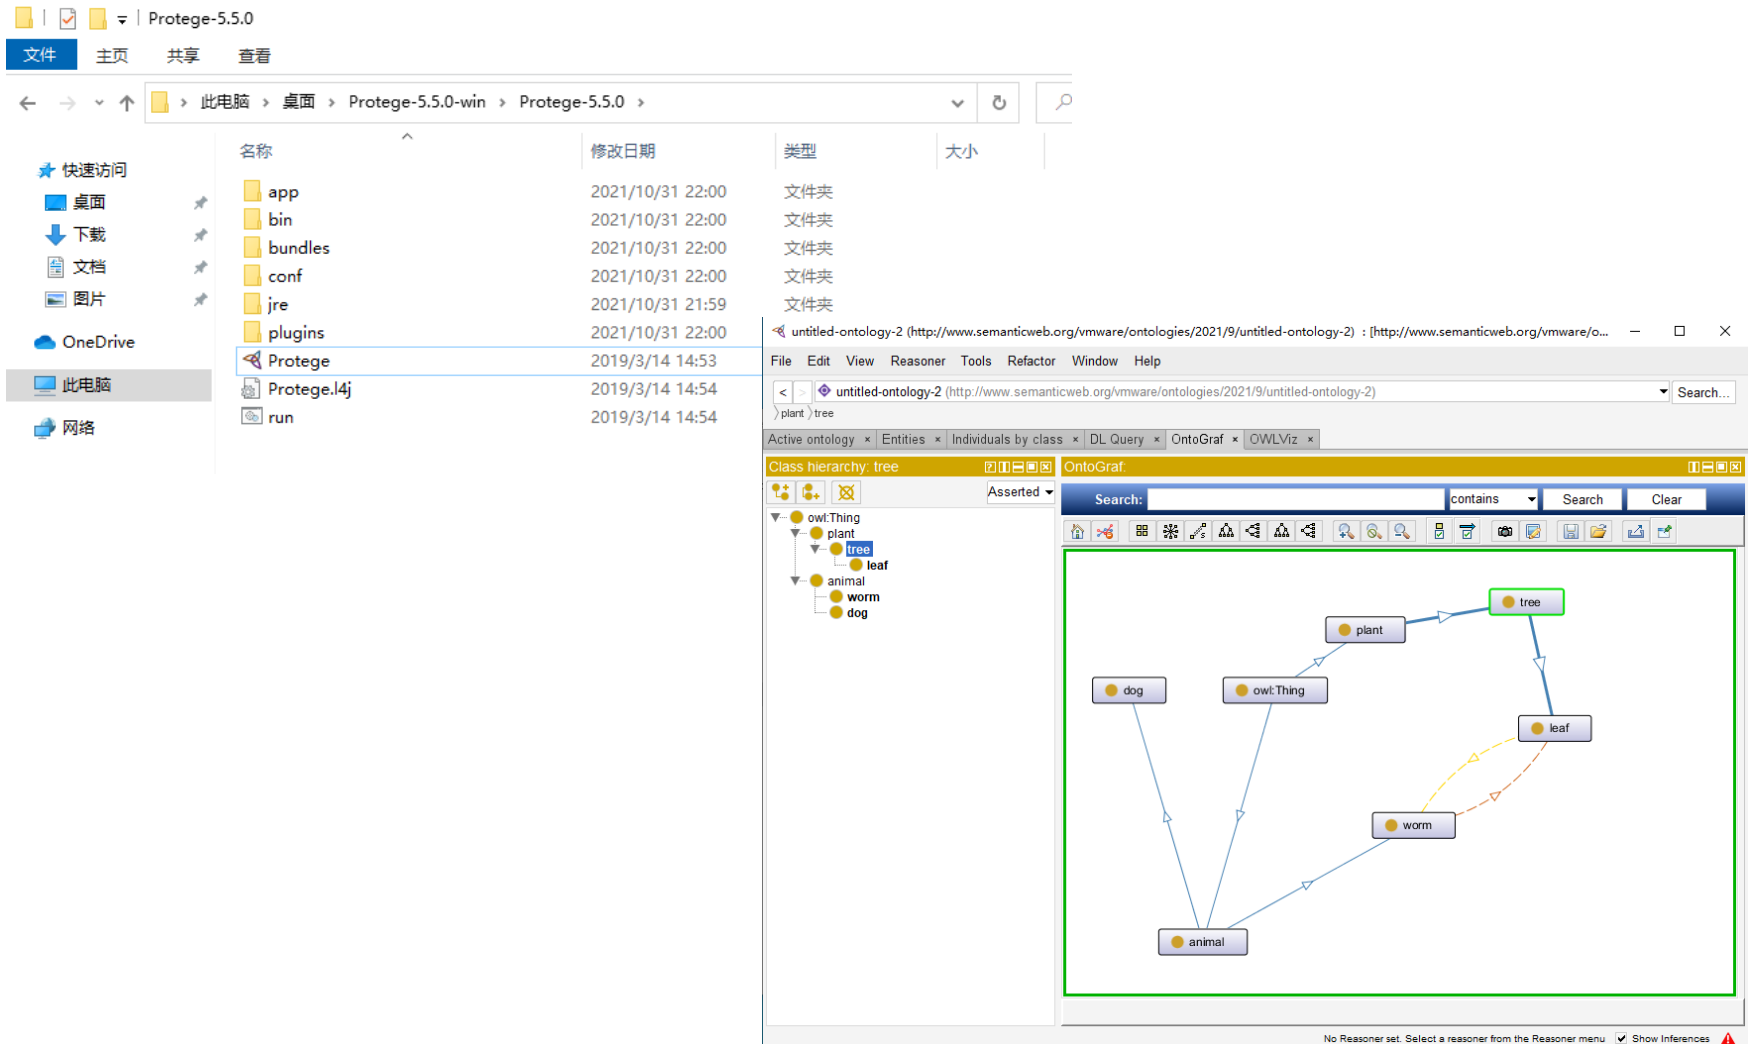 Protege-5.5.0
文件 主页 共享 查看
此电脑 › 桌面 › Protege-5.5.0-win › Protege-5.5.0 ›
名称 修改日期 类型 大小
快速访问
桌面
下载
文档
图片
OneDrive
此电脑
网络
app 2021/10/31 22:00 文件夹
bin 2021/10/31 22:00 文件夹
bundles 2021/10/31 22:00 文件夹
conf 2021/10/31 22:00 文件夹
jre 2021/10/31 21:59 文件夹
plugins 2021/10/31 22:00
Protege 2019/3/14 14:53
Protege.l4j 2019/3/14 14:54
run 2019/3/14 14:54
untitled-ontology-2 (http://www.semanticweb.org/vmware/ontologies/2021/9/untitled-ontology-2) : [http://www.semanticweb.org/vmware/o...
File Edit View Reasoner Tools Refactor Window Help
< > untitled-ontology-2 (http://www.semanticweb.org/vmware/ontologies/2021/9/untitled-ontology-2) Search...
plant tree
Active ontology × Entities × Individuals by class × DL Query × OntoGraf × OWLViz ×
Class hierarchy: tree
Asserted
owl:Thing
plant
tree
leaf
animal
worm
dog
OntoGraf:
Search: contains Search Clear
tree
plant
dog
owl:Thing
leaf
worm
animal
No Reasoner set. Select a reasoner from the Reasoner menu Show Inferences